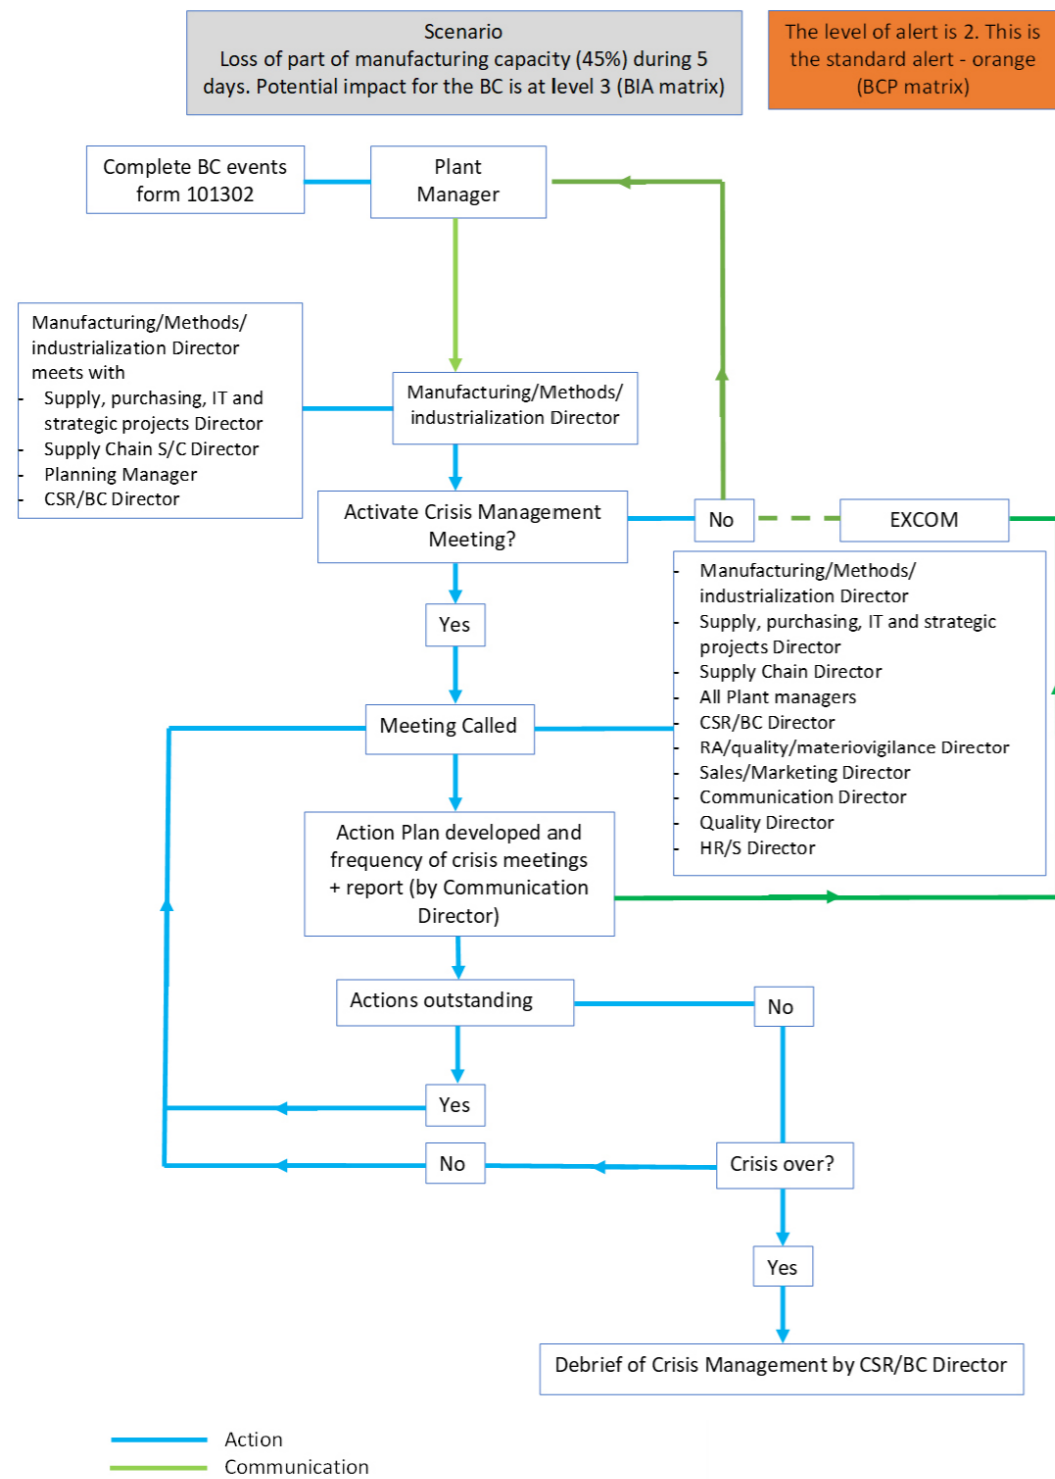 Scenario
Loss of part of manufacturing capacity (45%) during 5
days. Potential impact for the BC is at level 3 (BIA matrix)
The level of alert is 2. This is
the standard alert - orange
(BCP matrix)
Complete BC events
form 101302
Plant
Manager
Manufacturing/Methods/
industrialization Director
meets with
- Supply, purchasing, IT and
strategic projects Director
- Supply Chain S/C Director
- Planning Manager
- CSR/BC Director
Manufacturing/Methods/
industrialization Director
Activate Crisis Management
Meeting?
No
EXCOM
Yes
- Manufacturing/Methods/
industrialization Director
- Supply, purchasing, IT and strategic
projects Director
- Supply Chain Director
- All Plant managers
- CSR/BC Director
- RA/quality/materiovigilance Director
- Sales/Marketing Director
- Communication Director
- Quality Director
- HR/S Director
Meeting Called
Action Plan developed and
frequency of crisis meetings
+ report (by Communication
Director)
Actions outstanding
No
Yes
No
Crisis over?
Yes
Debrief of Crisis Management by CSR/BC Director
Action
Communication